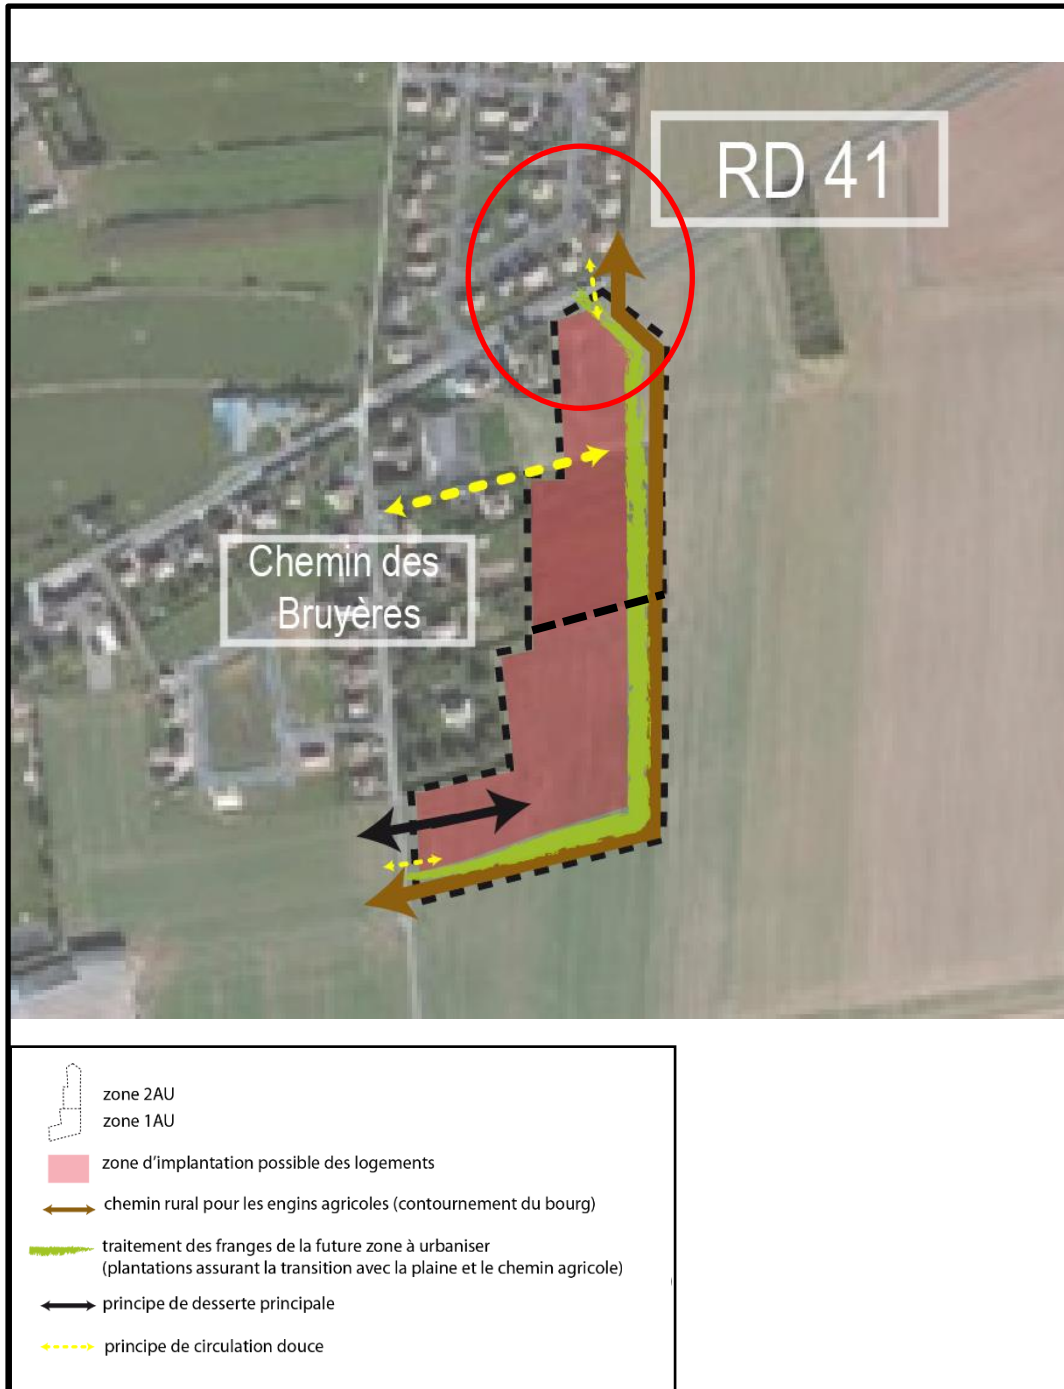 RD 41
Chemin des
Bruyères
zone 2AU
zone 1AU
zone d'implantation possible des logements
chemin rural pour les engins agricoles (contournement du bourg)
traitement des franges de la future zone à urbaniser
(plantations assurant la transition avec la plaine et le chemin agricole)
principe de desserte principale
principe de circulation douce